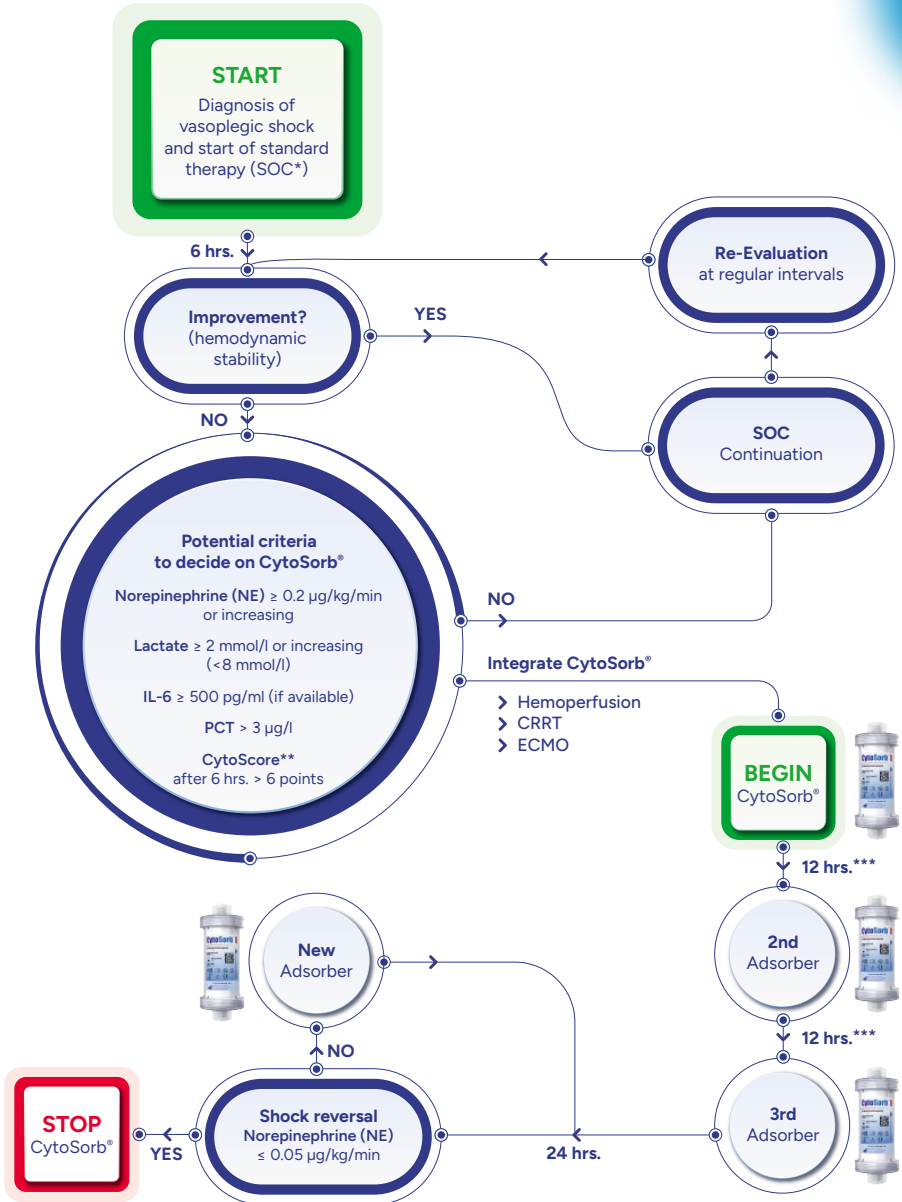 START
Diagnosis of
vasoplegic shock
and start of standard
therapy (SOC*)
6 hrs.
Improvement?
(hemodynamic
stability)
YES
Re-Evaluation
at regular intervals
SOC
Continuation
NO
Potential criteria
to decide on CytoSorb®
Norepinephrine (NE) ≥ 0.2 µg/kg/min
or increasing
Lactate ≥ 2 mmol/l or increasing
(<8 mmol/l)
IL-6 ≥ 500 pg/ml (if available)
PCT > 3 µg/l
CytoScore**
after 6 hrs. > 6 points
NO
Integrate CytoSorb®
Hemoperfusion
CRRT
ECMO
BEGIN
CytoSorb®
CytoSorb
12 hrs.***
2nd
Adsorber
CytoSorb
12 hrs.***
3rd
Adsorber
CytoSorb
24 hrs.
Shock reversal
Norepinephrine (NE)
≤ 0.05 µg/kg/min
NO
New
Adsorber
CytoSorb
YES
STOP
CytoSorb®